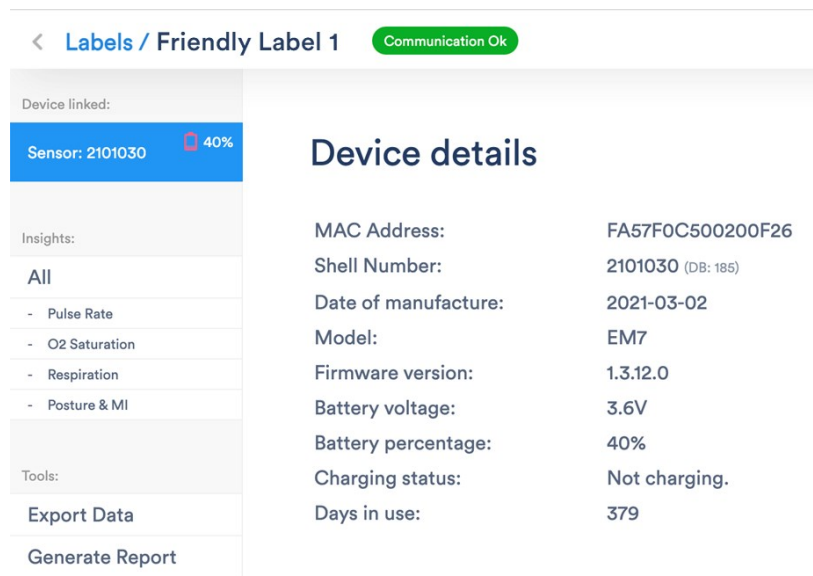 < Labels / Friendly Label 1 Communication Ok
Device linked:
Sensor: 2101030 40%
Insights:
All
- Pulse Rate
- O2 Saturation
- Respiration
- Posture & MI
Tools:
Export Data
Generate Report
Device details
MAC Address: FA57F0C500200F26
Shell Number: 2101030 (DB: 185)
Date of manufacture: 2021-03-02
Model: EM7
Firmware version: 1.3.12.0
Battery voltage: 3.6V
Battery percentage: 40%
Charging status: Not charging.
Days in use: 379